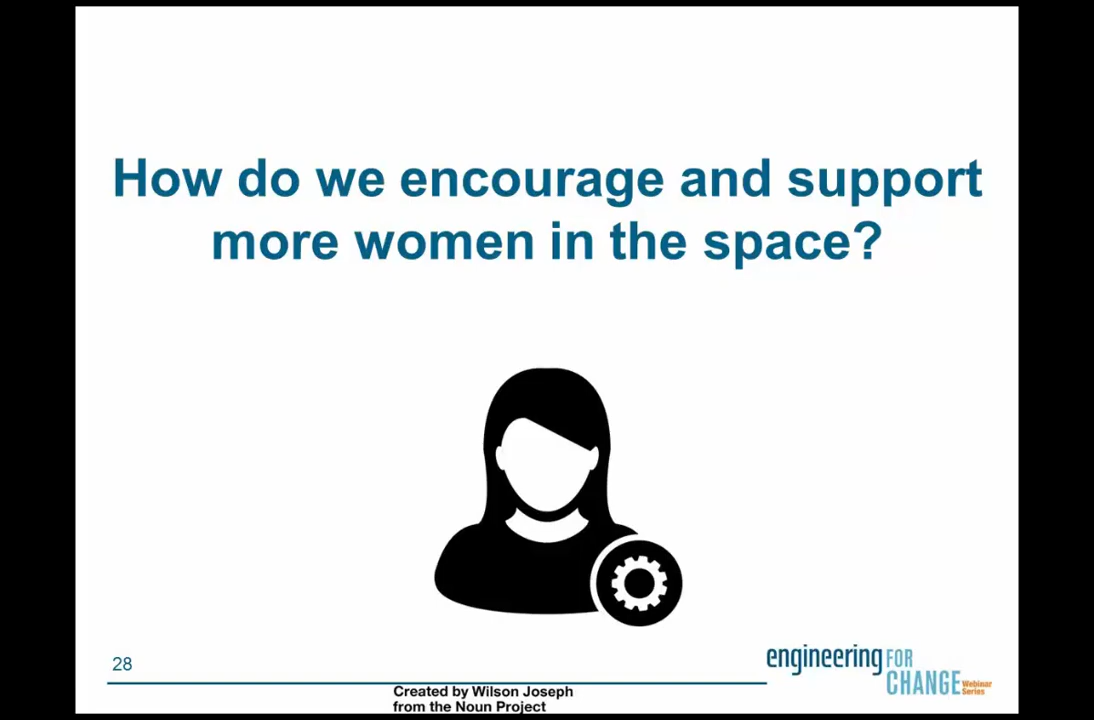 How do we encourage and support
more women in the space?
28
engineering FOR
CHANGE Webinar
Series
Created by Wilson Joseph
from the Noun Project